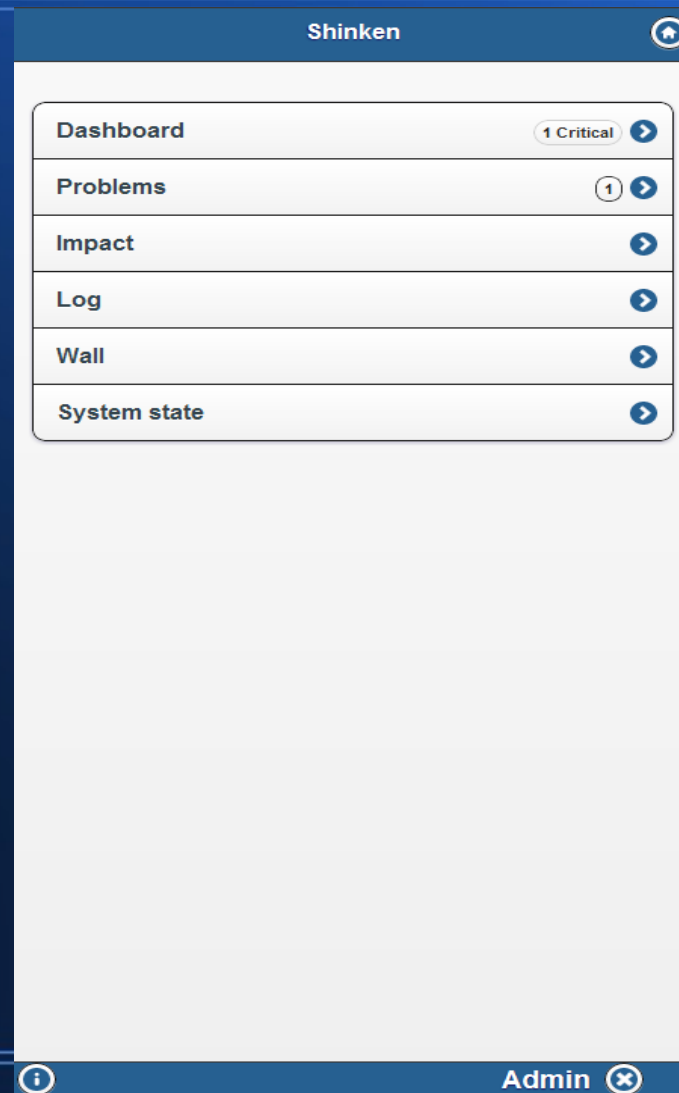 Shinken
Dashboard 1 Critical
Problems 1
Impact
Log
Wall
System state
Admin